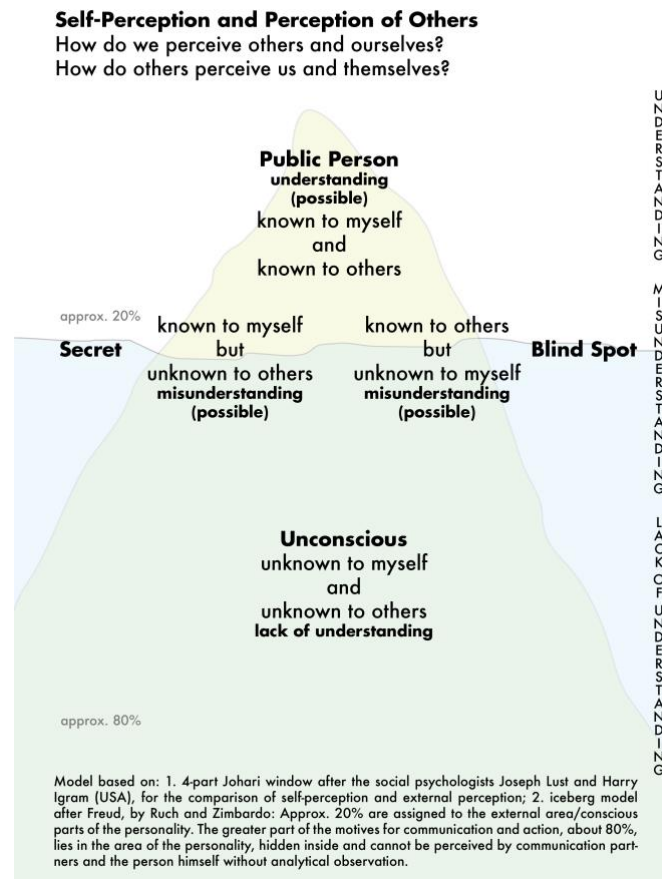 Self-Perception and Perception of Others
How do we perceive others and ourselves?
How do others perceive us and themselves?
Public Person
understanding
(possible)
known to myself
and
known to others
approx. 20%
Secret
known to myself
but
unknown to others
misunderstanding
(possible)
known to others
but
unknown to myself
misunderstanding
(possible)
Blind Spot
Unconscious
unknown to myself
and
unknown to others
lack of understanding
approx. 80%
UNDERSTANDING
MISUNDERSTANDING
LACK OF UNDERSTANDING
Model based on: 1. 4-part Johari window after the social psychologists Joseph Lust and Harry
Igram (USA), for the comparison of self-perception and external perception; 2. iceberg model
after Freud, by Ruch and Zimbardo: Approx. 20% are assigned to the external area/conscious
parts of the personality. The greater part of the motives for communication and action, about 80%,
lies in the area of the personality, hidden inside and cannot be perceived by communication part-
ners and the person himself without analytical observation.